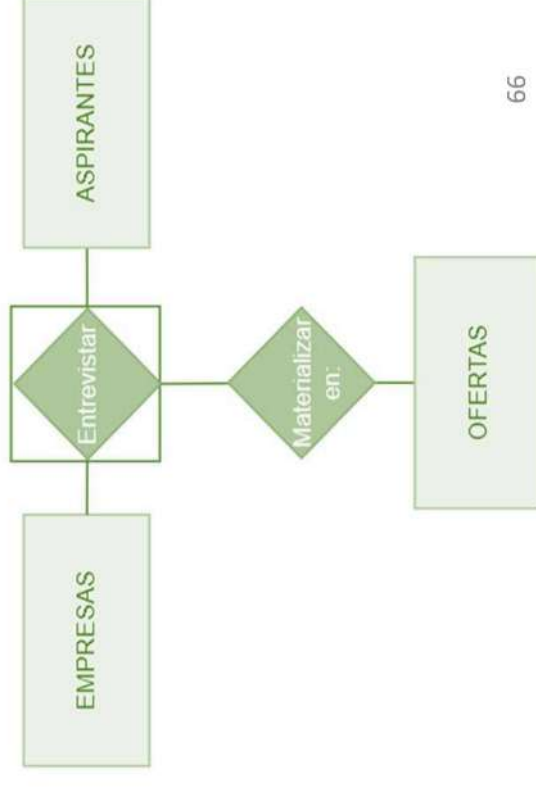 EMPRESAS
Entrevistar
ASPIRANTES
Materializar
en:
OFERTAS
66